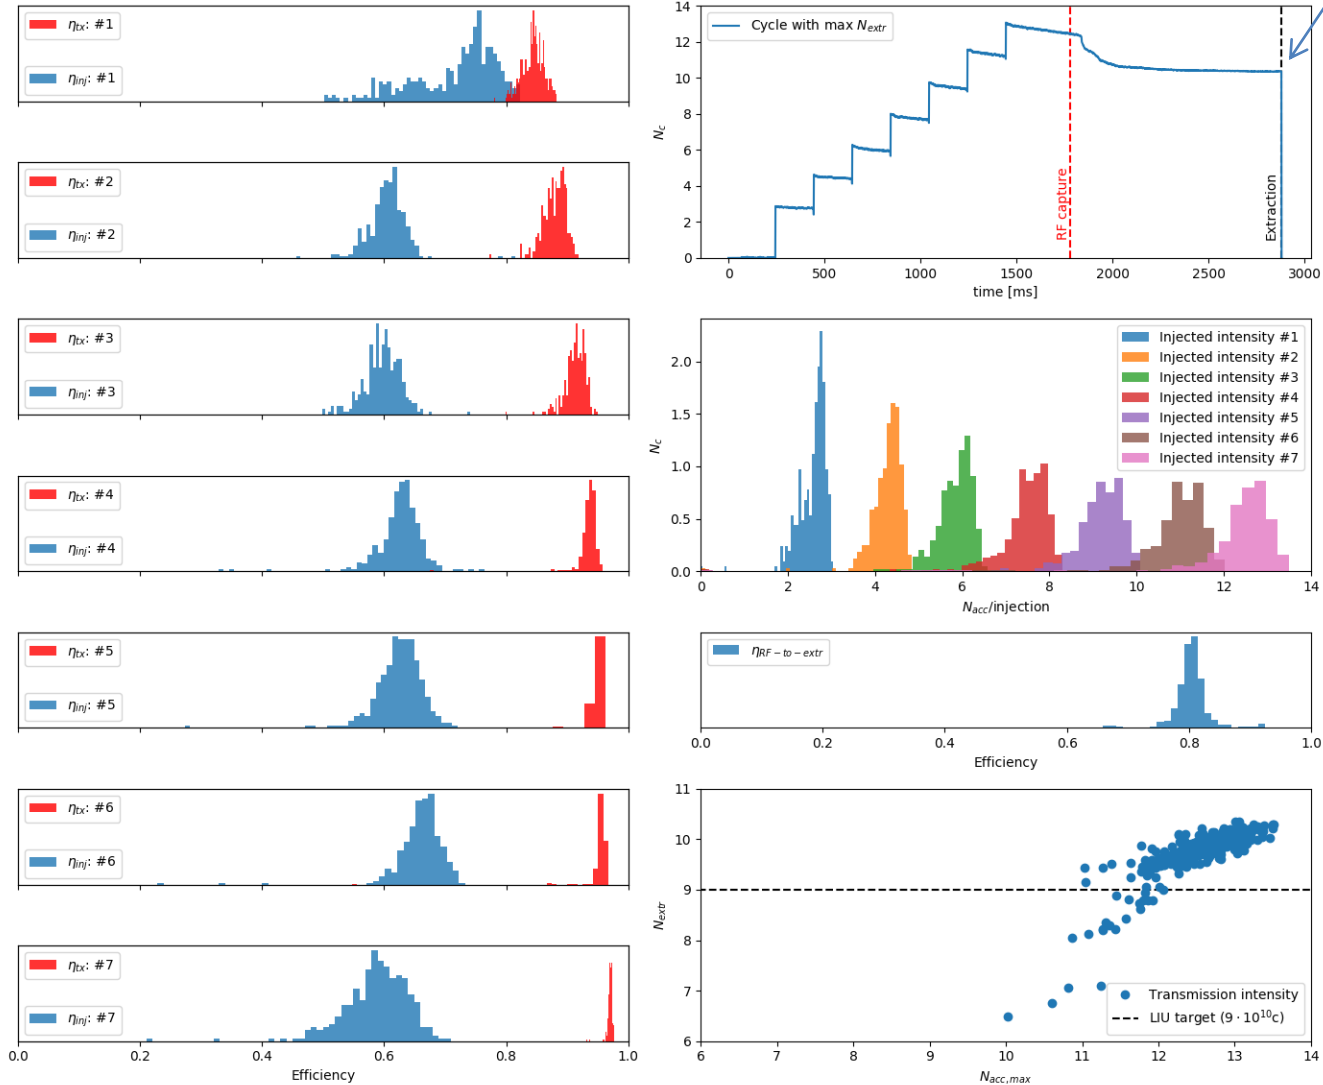 η_tx: #1
η_inj: #1
η_tx: #2
η_inj: #2
η_tx: #3
η_inj: #3
η_tx: #4
η_inj: #4
η_tx: #5
η_inj: #5
η_tx: #6
η_inj: #6
η_tx: #7
η_inj: #7
0.0 0.2 0.4 0.6 0.8 1.0
Efficiency
14
12
10
8
6
4
2
0
N_c
Cycle with max N_extr
RF capture
Extraction
0 500 1000 1500 2000 2500 3000
time [ms]
2.0
1.5
1.0
0.5
0.0
N_c
Injected intensity #1
Injected intensity #2
Injected intensity #3
Injected intensity #4
Injected intensity #5
Injected intensity #6
Injected intensity #7
0 2 4 6 8 10 12 14
N_acc/injection
η_RF-to-extr
0.0 0.2 0.4 0.6 0.8 1.0
Efficiency
11
10
9
8
7
6
N_extr
Transmission intensity
LIU target (9 · 10^10c)
6 7 8 9 10 11 12 13 14
N_acc,max